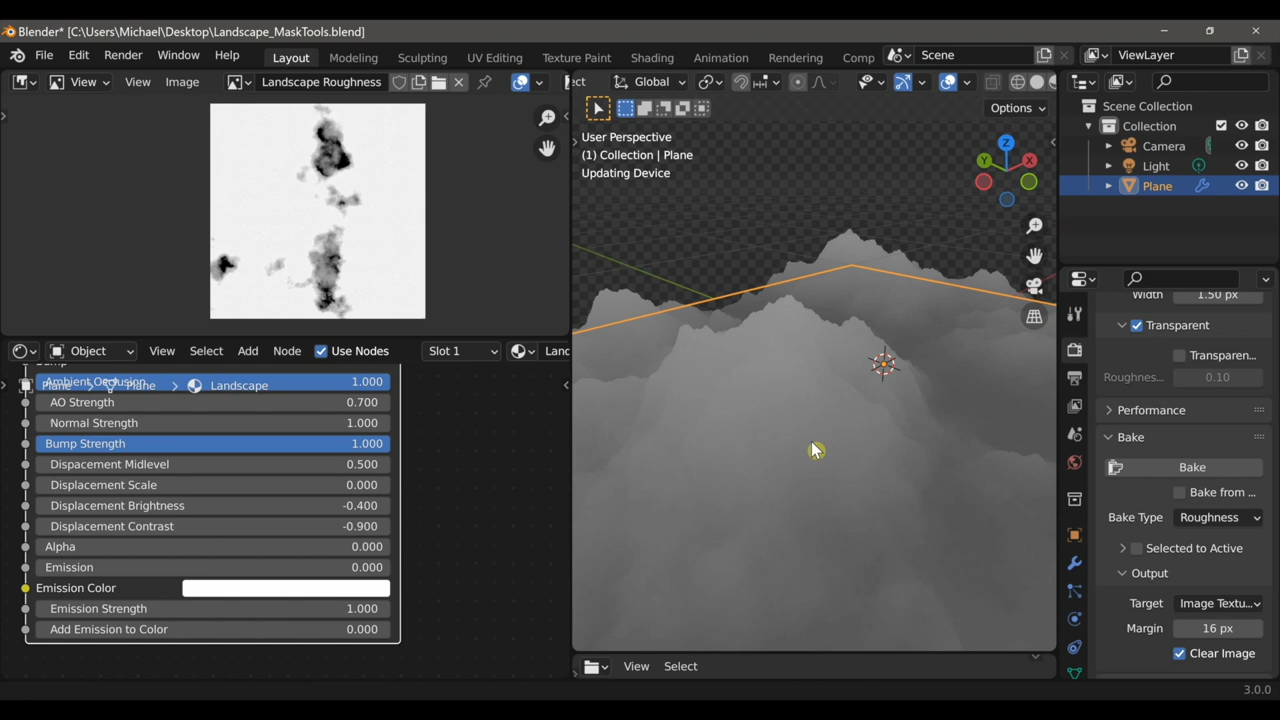 Blender* [C:\Users\Michael\Desktop\Landscape_MaskTools.blend]
File Edit Render Window Help Layout Modeling Sculpting UV Editing Texture Paint Shading Animation Rendering Comp Scene ViewLayer
View View Image Landscape Roughness
ect Global
Options
User Perspective
(1) Collection | Plane
Updating Device
Z
Y
X
Scene Collection
Collection
Camera
Light
Plane
Object View Select Add Node Use Nodes Slot 1 Land
Plane Plane Landscape
Ambient Occlusion 1.000
AO Strength 0.700
Normal Strength 1.000
Bump Strength 1.000
Dispacement Midlevel 0.500
Displacement Scale 0.000
Displacement Brightness -0.400
Displacement Contrast -0.900
Alpha 0.000
Emission 0.000
Emission Color
Emission Strength 1.000
Add Emission to Color 0.000
View Select
Width 1.50 px
Transparent
Transparen...
Roughnes... 0.10
Performance
Bake
Bake
Bake from ...
Bake Type Roughness
Selected to Active
Output
Target Image Textu...
Margin 16 px
Clear Image
3.0.0